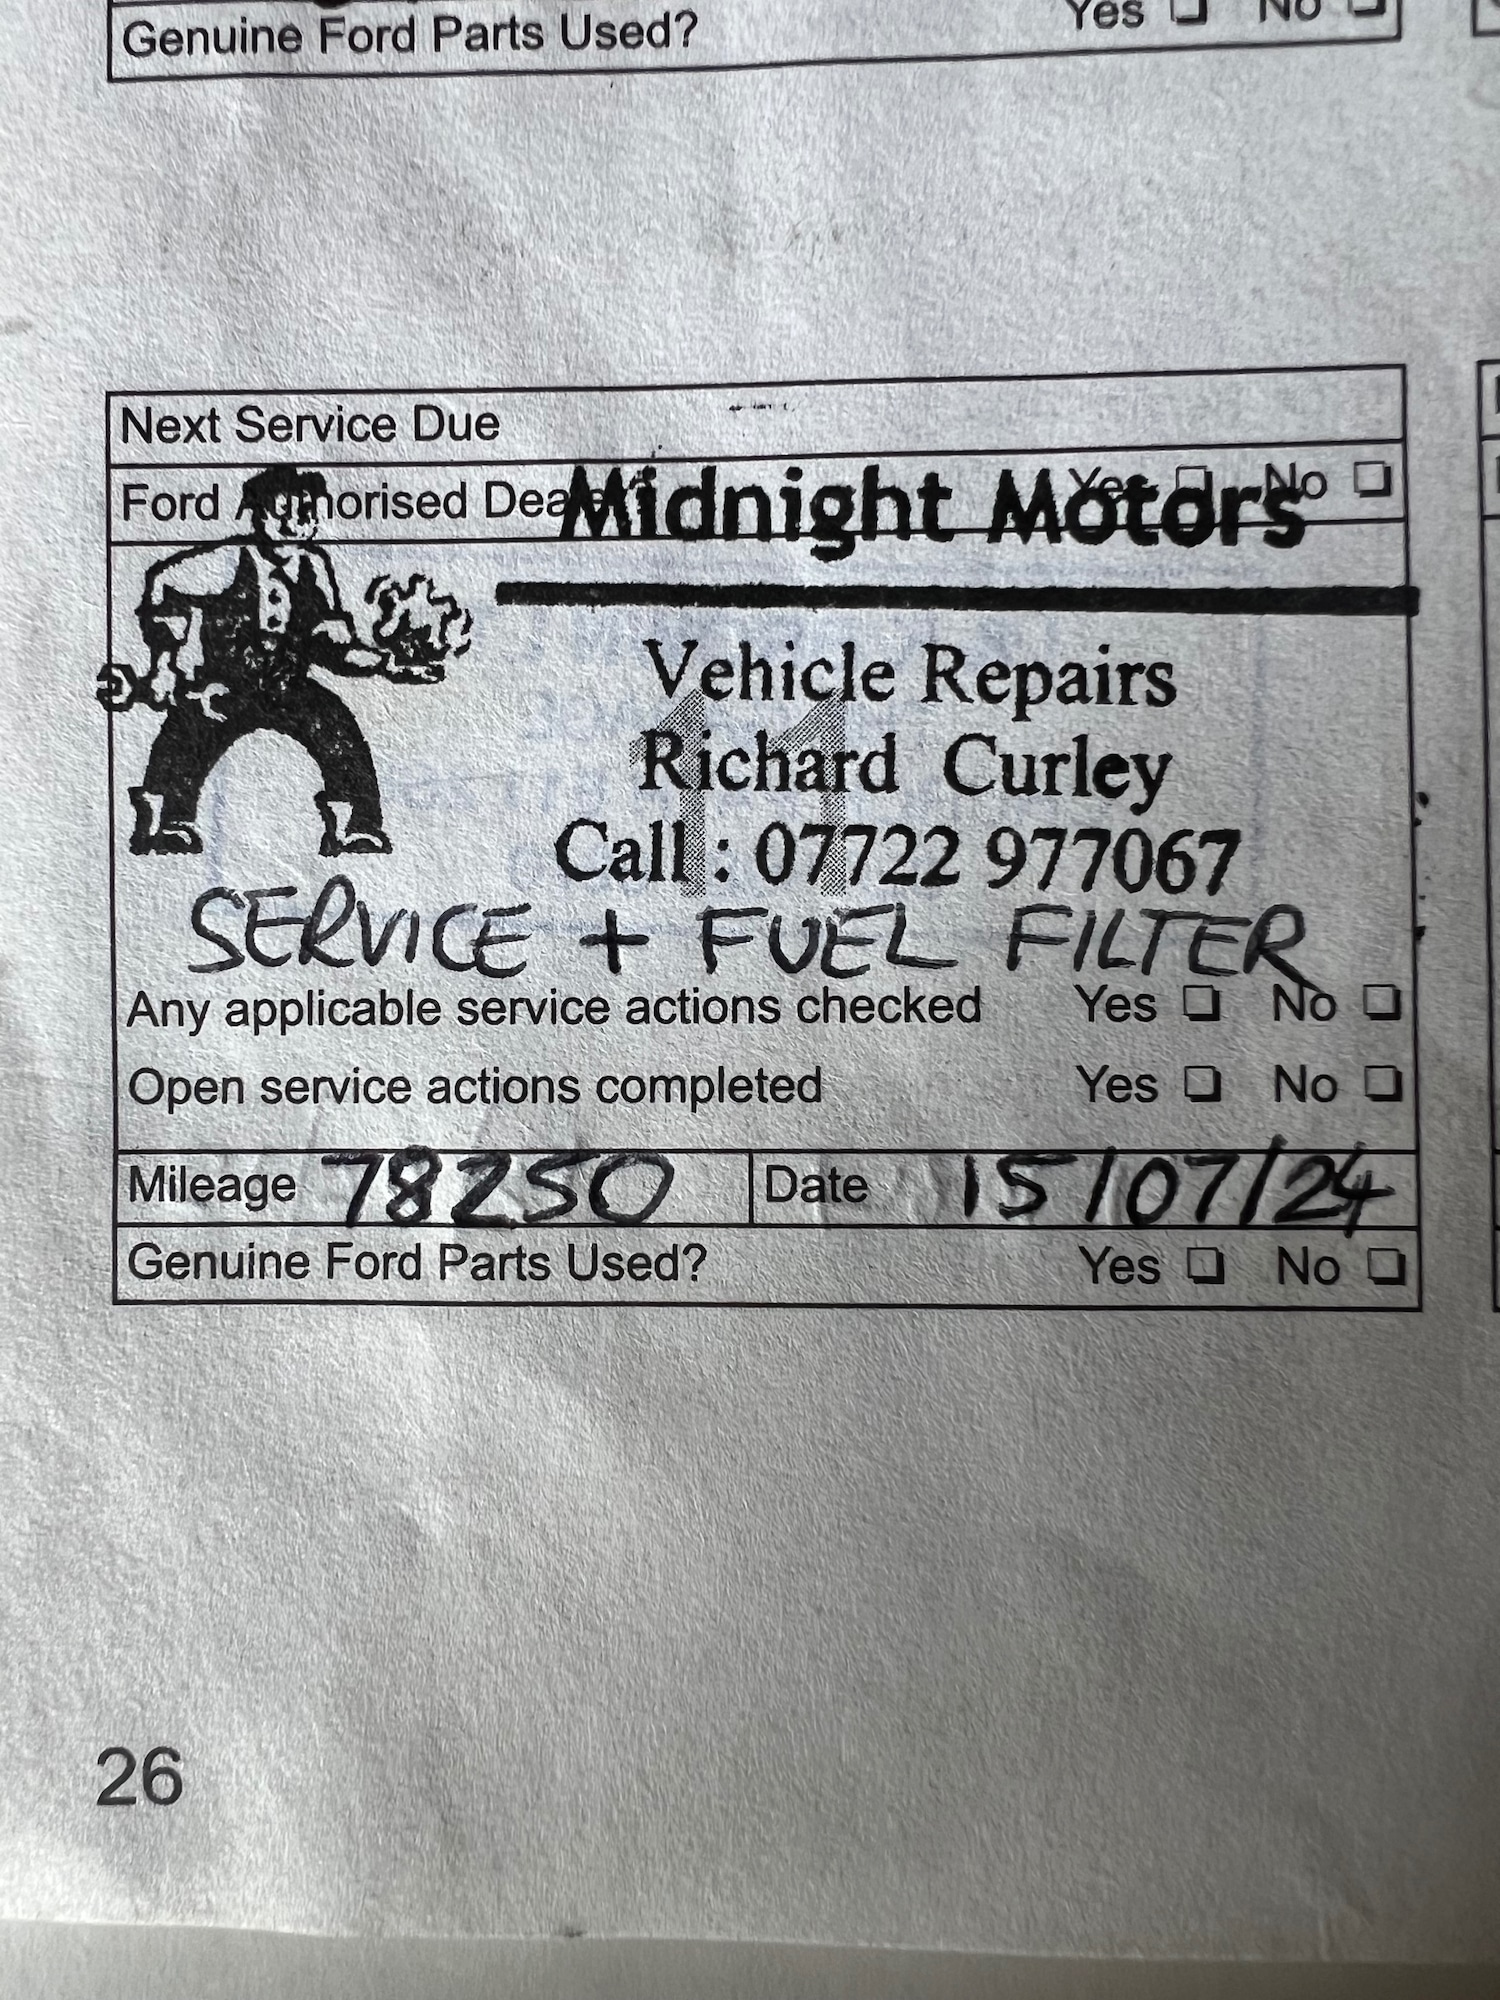 Genuine Ford Parts Used? Yes ❏ No ❏
Next Service Due
Ford Authorised Dealer Yes ❏ No ❏
Midnight Motors
Vehicle Repairs
11
Richard Curley
Call : 07722 977067
SERVICE + FUEL FILTER
Any applicable service actions checked Yes ❏ No ❏
Open service actions completed Yes ❏ No ❏
Mileage 78250 Date 15/07/24
Genuine Ford Parts Used? Yes ❏ No ❏
26